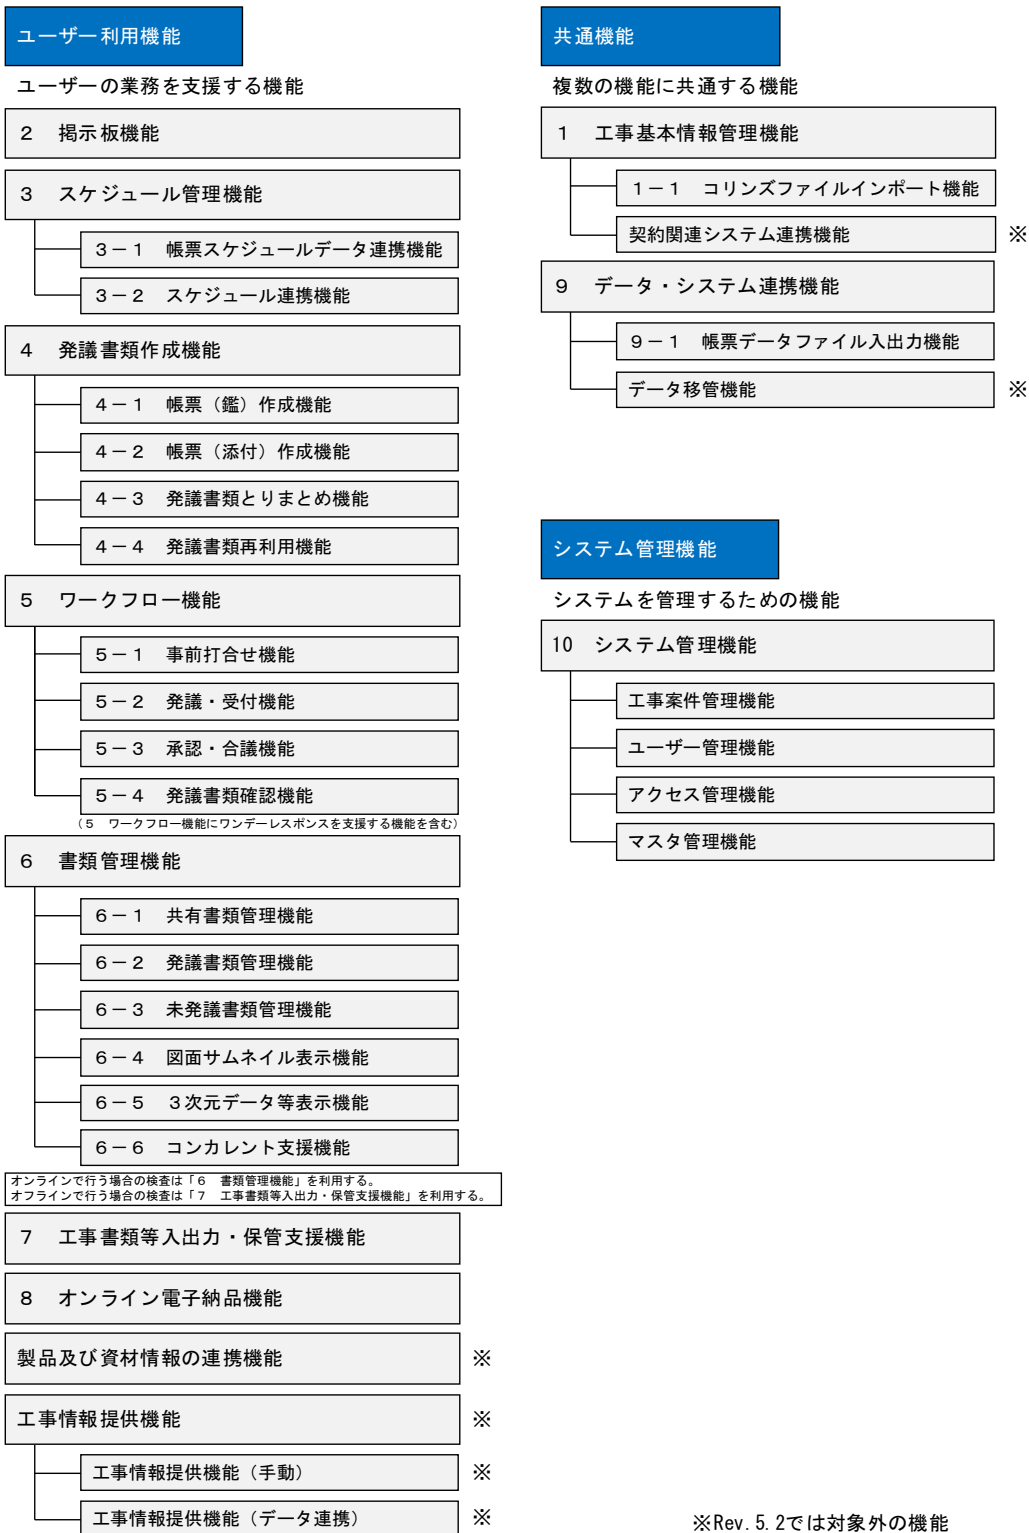 ユーザー利用機能
ユーザーの業務を支援する機能
２　掲示板機能
３　スケジュール管理機能
３－１　帳票スケジュールデータ連携機能
３－２　スケジュール連携機能
４　発議書類作成機能
４－１　帳票（鑑）作成機能
４－２　帳票（添付）作成機能
４－３　発議書類とりまとめ機能
４－４　発議書類再利用機能
５　ワークフロー機能
５－１　事前打合せ機能
５－２　発議・受付機能
５－３　承認・合議機能
５－４　発議書類確認機能
（５　ワークフロー機能にワンデーレスポンスを支援する機能を含む）
６　書類管理機能
６－１　共有書類管理機能
６－２　発議書類管理機能
６－３　未発議書類管理機能
６－４　図面サムネイル表示機能
６－５　３次元データ等表示機能
６－６　コンカレント支援機能
オンラインで行う場合の検査は「６　書類管理機能」を利用する。
オフラインで行う場合の検査は「７　工事書類等入出力・保管支援機能」を利用する。
７　工事書類等入出力・保管支援機能
８　オンライン電子納品機能
製品及び資材情報の連携機能　※
工事情報提供機能　※
工事情報提供機能（手動）　※
工事情報提供機能（データ連携）　※
共通機能
複数の機能に共通する機能
１　工事基本情報管理機能
１－１　コリンズファイルインポート機能
契約関連システム連携機能　※
９　データ・システム連携機能
９－１　帳票データファイル入出力機能
データ移管機能　※
システム管理機能
システムを管理するための機能
10　システム管理機能
工事案件管理機能
ユーザー管理機能
アクセス管理機能
マスタ管理機能
※Rev.5.2では対象外の機能